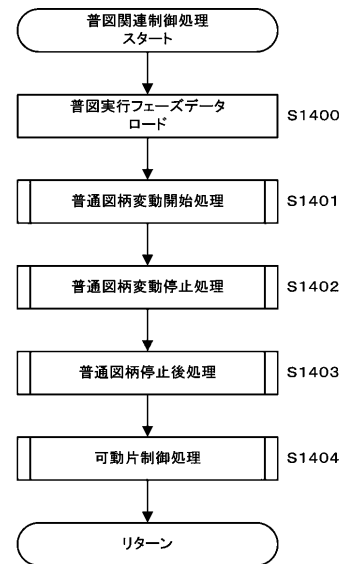 普図関連制御処理
スタート
普図実行フェーズデータ
ロード
S1400
普通図柄変動開始処理
S1401
普通図柄変動停止処理
S1402
普通図柄停止後処理
S1403
可動片制御処理
S1404
リターン